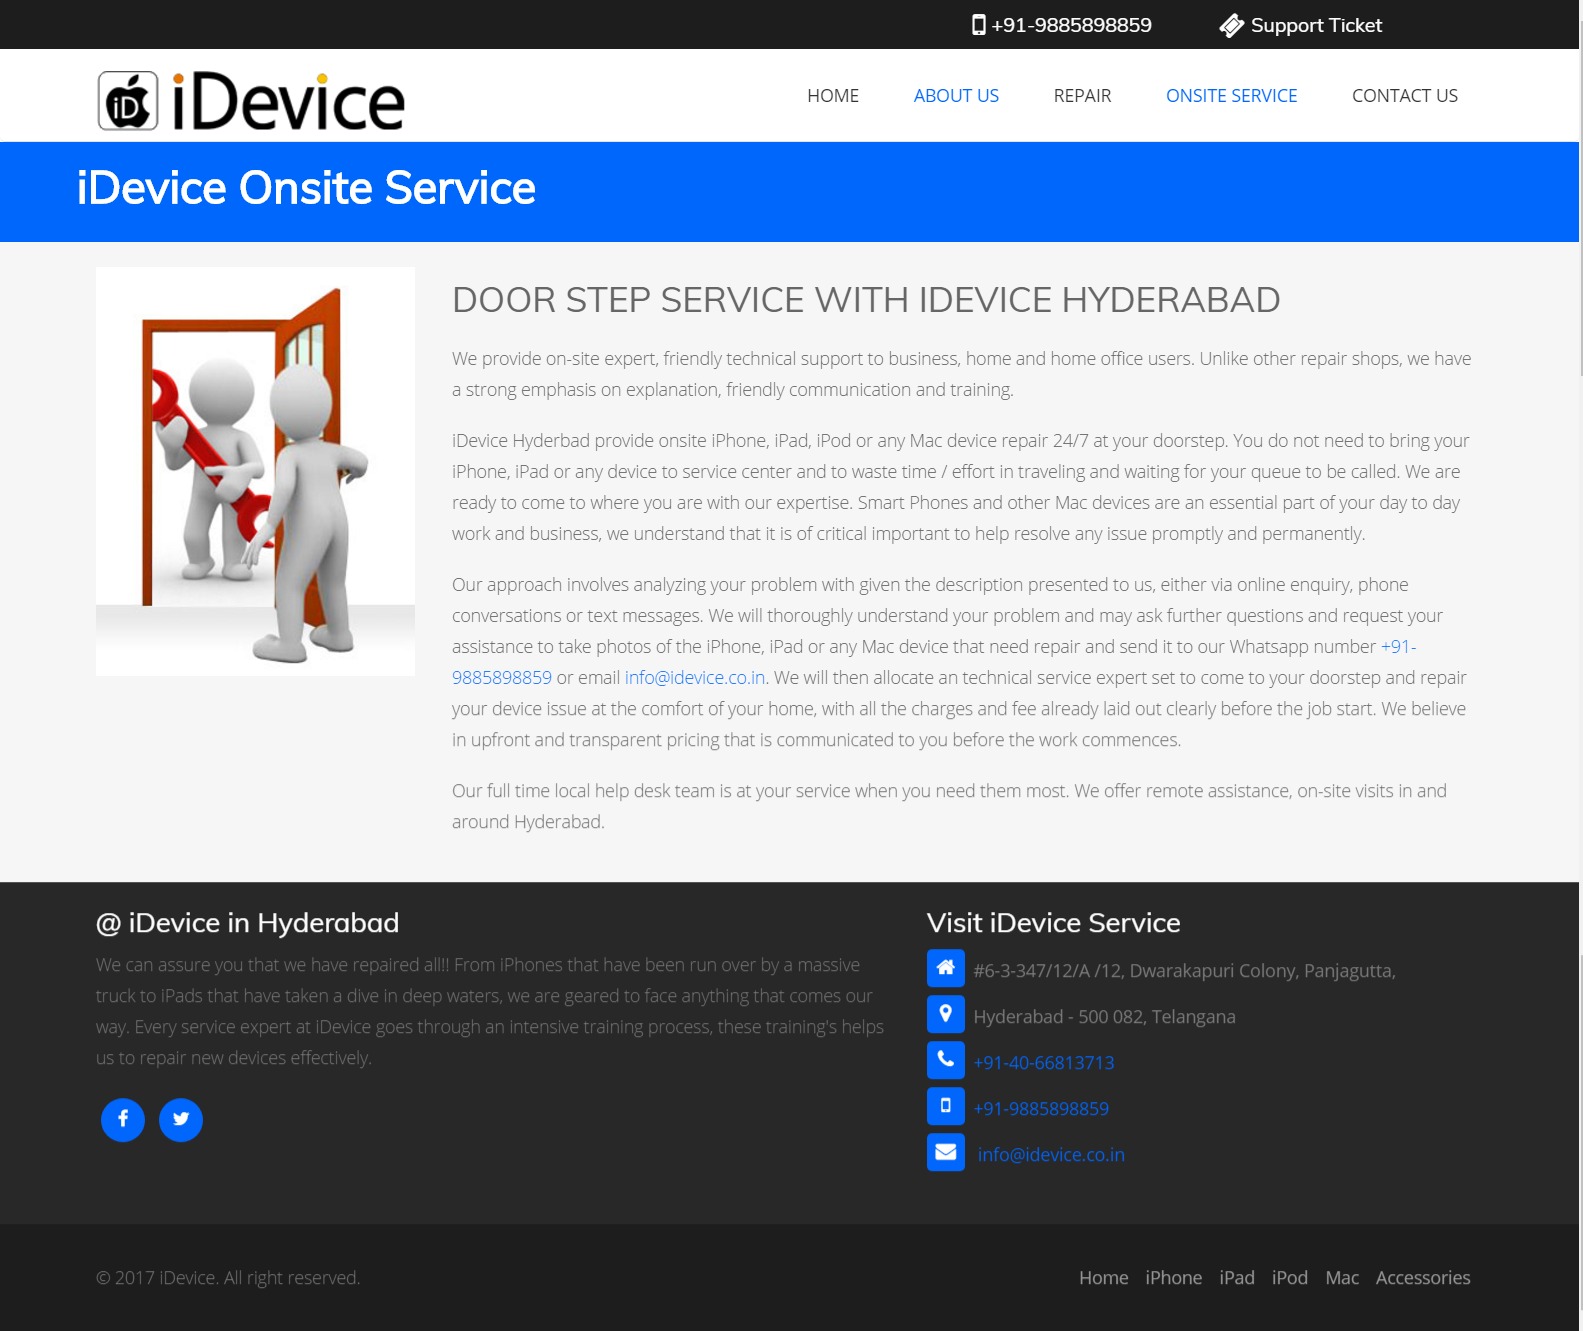 +91-9885898859 Support Ticket
iD iDevice
HOME ABOUT US REPAIR ONSITE SERVICE CONTACT US
iDevice Onsite Service
DOOR STEP SERVICE WITH IDEVICE HYDERABAD
We provide on-site expert, friendly technical support to business, home and home office users. Unlike other repair shops, we have
a strong emphasis on explanation, friendly communication and training.
iDevice Hyderbad provide onsite iPhone, iPad, iPod or any Mac device repair 24/7 at your doorstep. You do not need to bring your
iPhone, iPad or any device to service center and to waste time / effort in traveling and waiting for your queue to be called. We are
ready to come to where you are with our expertise. Smart Phones and other Mac devices are an essential part of your day to day
work and business, we understand that it is of critical important to help resolve any issue promptly and permanently.
Our approach involves analyzing your problem with given the description presented to us, either via online enquiry, phone
conversations or text messages. We will thoroughly understand your problem and may ask further questions and request your
assistance to take photos of the iPhone, iPad or any Mac device that need repair and send it to our Whatsapp number +91-
9885898859 or email info@idevice.co.in. We will then allocate an technical service expert set to come to your doorstep and repair
your device issue at the comfort of your home, with all the charges and fee already laid out clearly before the job start. We believe
in upfront and transparent pricing that is communicated to you before the work commences.
Our full time local help desk team is at your service when you need them most. We offer remote assistance, on-site visits in and
around Hyderabad.
@ iDevice in Hyderabad
We can assure you that we have repaired all!! From iPhones that have been run over by a massive
truck to iPads that have taken a dive in deep waters, we are geared to face anything that comes our
way. Every service expert at iDevice goes through an intensive training process, these training's helps
us to repair new devices effectively.
Visit iDevice Service
#6-3-347/12/A /12, Dwarakapuri Colony, Panjagutta,
Hyderabad - 500 082, Telangana
+91-40-66813713
+91-9885898859
info@idevice.co.in
© 2017 iDevice. All right reserved.
Home iPhone iPad iPod Mac Accessories